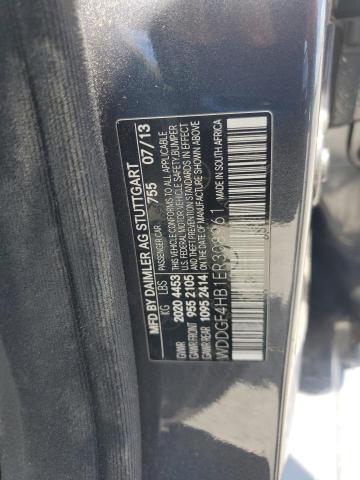 MFD BY DAIMLER AG STUTTGART 07/13
PASSENGER CAR 755
KG LBS THIS VEHICLE CONFORMS TO ALL APPLICABLE
GVWR 2020 4453 FEDERAL MOTOR VEHICLE SAFETY, BUMPER
GAWR FRONT 955 2105 AND THEFT PREVENTION STANDARDS IN EFFECT
GAWR REAR 1095 2414 ON THE DATE OF MANUFACTURE SHOWN ABOVE
MADE IN SOUTH AFRICA